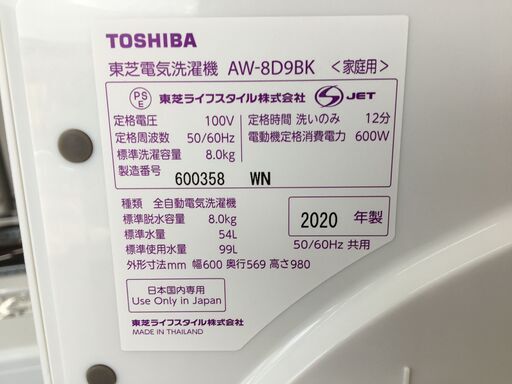 TOSHIBA
東芝電気洗濯機 AW-8D9BK <家庭用>
PS E 東芝ライフスタイル株式会社 S JET
定格電圧 100V 定格時間 洗いのみ 12分
定格周波数 50/60Hz 電動機定格消費電力 600W
標準洗濯容量 8.0kg
製造番号 600358 WN
種類 全自動電気洗濯機
標準脱水容量 8.0kg
標準水量 54L
標準使用水量 99L
外形寸法mm 幅600 奥行569 高さ980
2020 年製
50/60Hz 共用
日本国内専用
Use Only in Japan
東芝ライフスタイル株式会社
MADE IN THAILAND